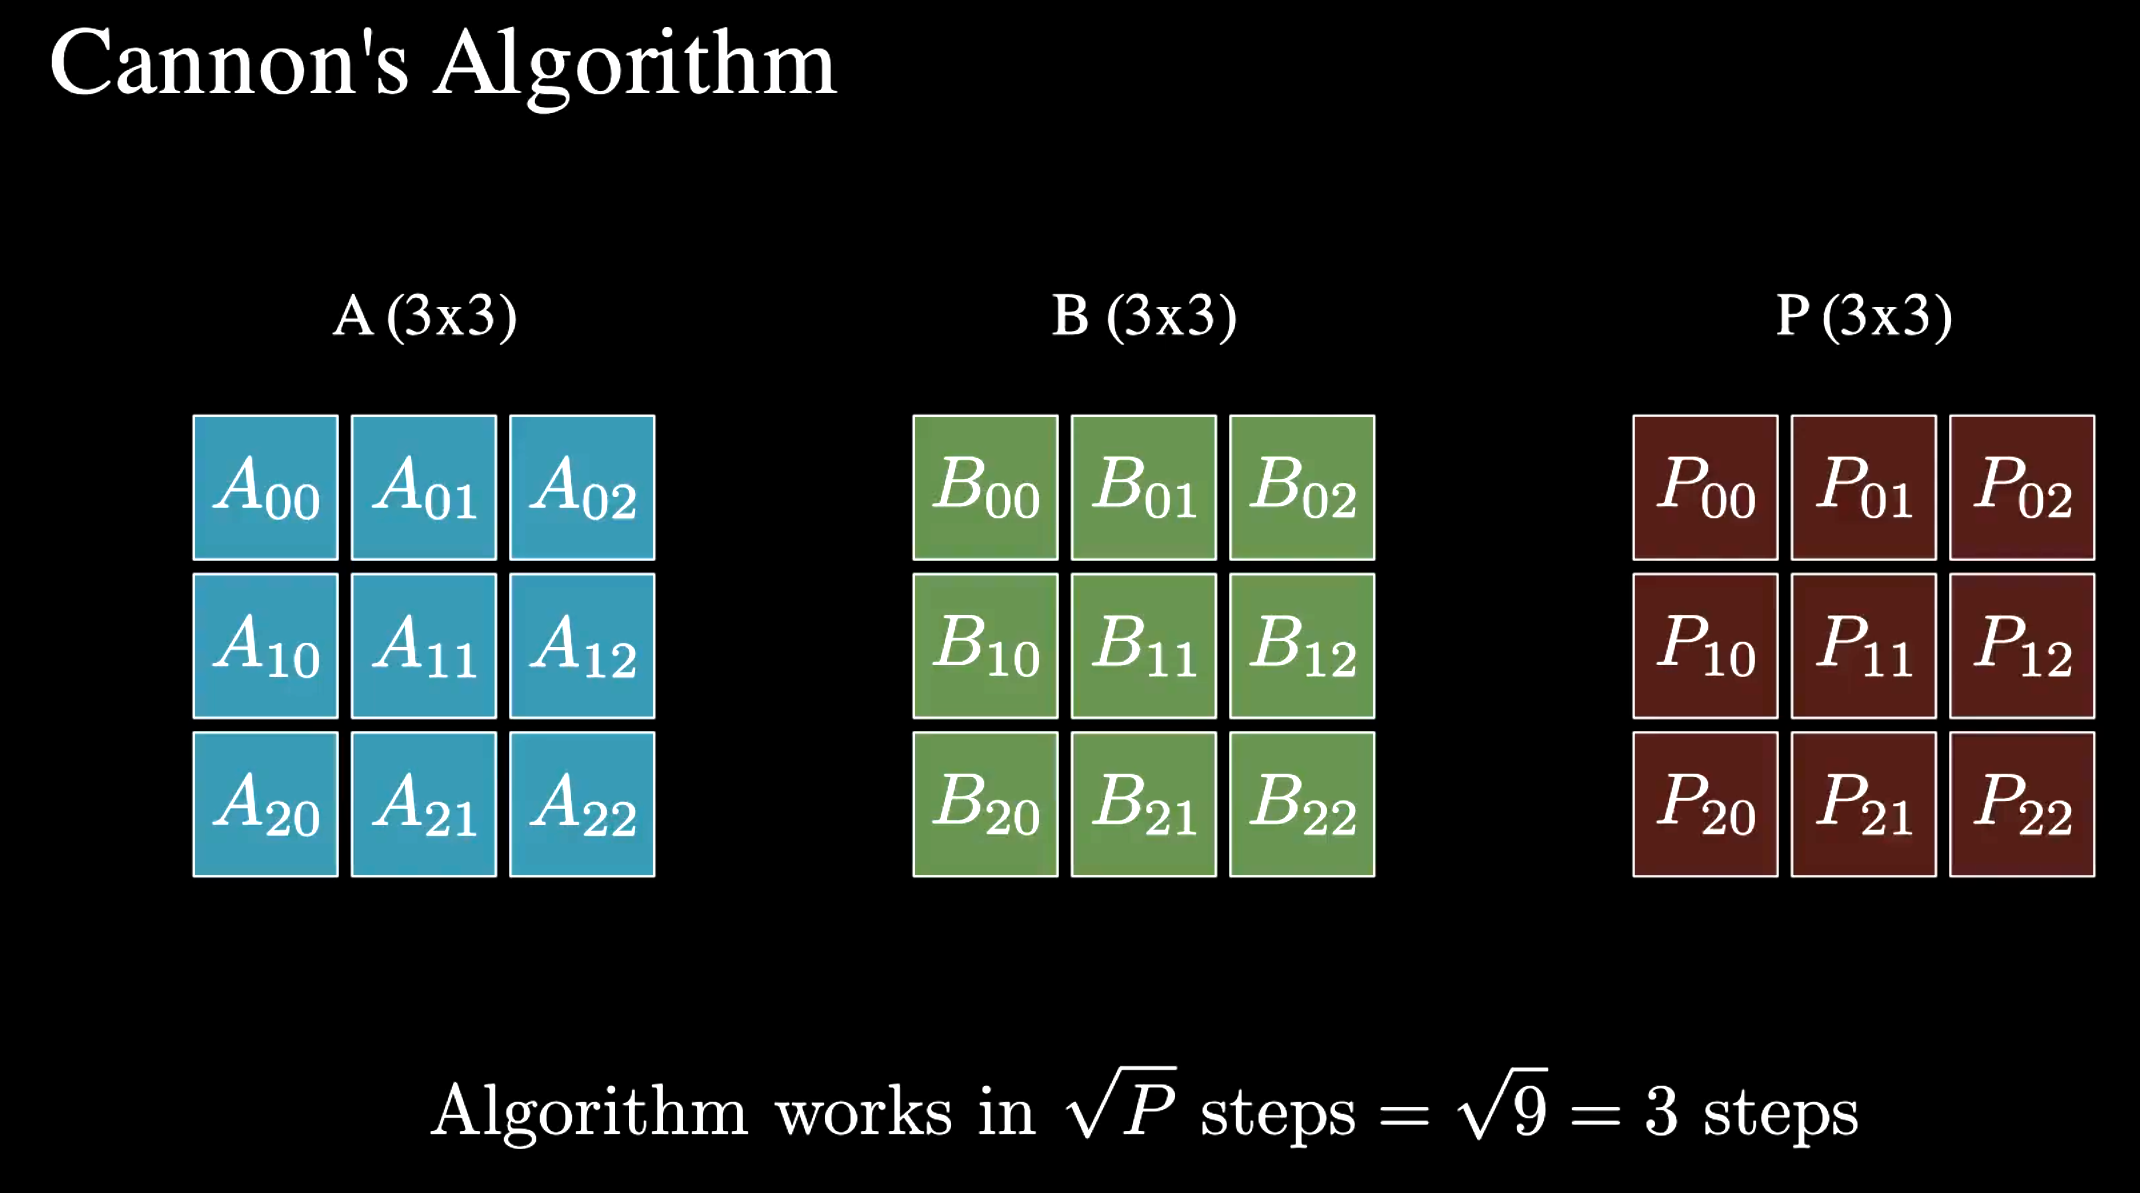 Cannon's Algorithm
A (3x3) B (3x3) P (3x3)
A₀₀ A₀₁ A₀₂ B₀₀ B₀₁ B₀₂ P₀₀ P₀₁ P₀₂
A₁₀ A₁₁ A₁₂ B₁₀ B₁₁ B₁₂ P₁₀ P₁₁ P₁₂
A₂₀ A₂₁ A₂₂ B₂₀ B₂₁ B₂₂ P₂₀ P₂₁ P₂₂
Algorithm works in √P steps = √9 = 3 steps